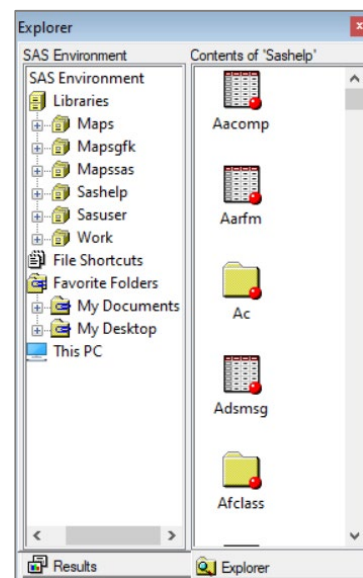 Explorer
SAS Environment
SAS Environment
Libraries
Maps
Mapsgfk
Mapssas
Sashelp
Sasuser
Work
File Shortcuts
Favorite Folders
My Documents
My Desktop
This PC
Contents of 'Sashelp'
Aacomp
Aarfm
Ac
Adsmsg
Afclass
Results
Explorer